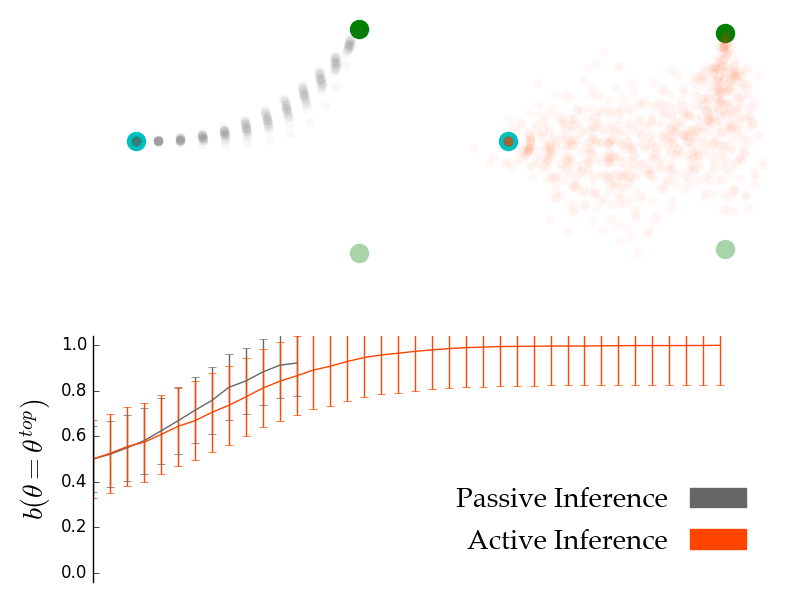 1.0
0.8
0.6
0.4
0.2
0.0
b(θ = θ^{top})
Passive Inference
Active Inference